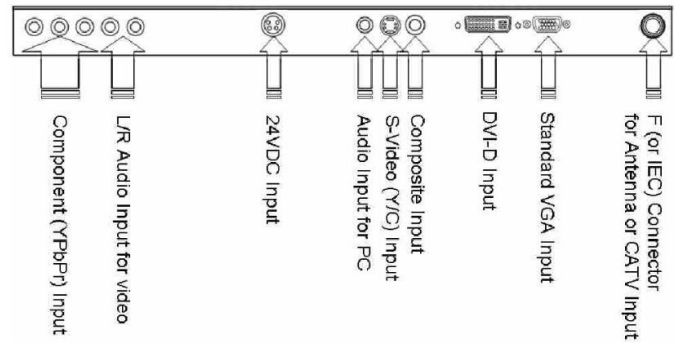 Component (YPbPr) Input
L/R Audio Input for video
24VDC Input
Audio Input for PC
S-Video (Y/C) Input
Composite Input
DVI-D Input
Standard VGA Input
F (or IEC) Connector
for Antenna or CATV Input